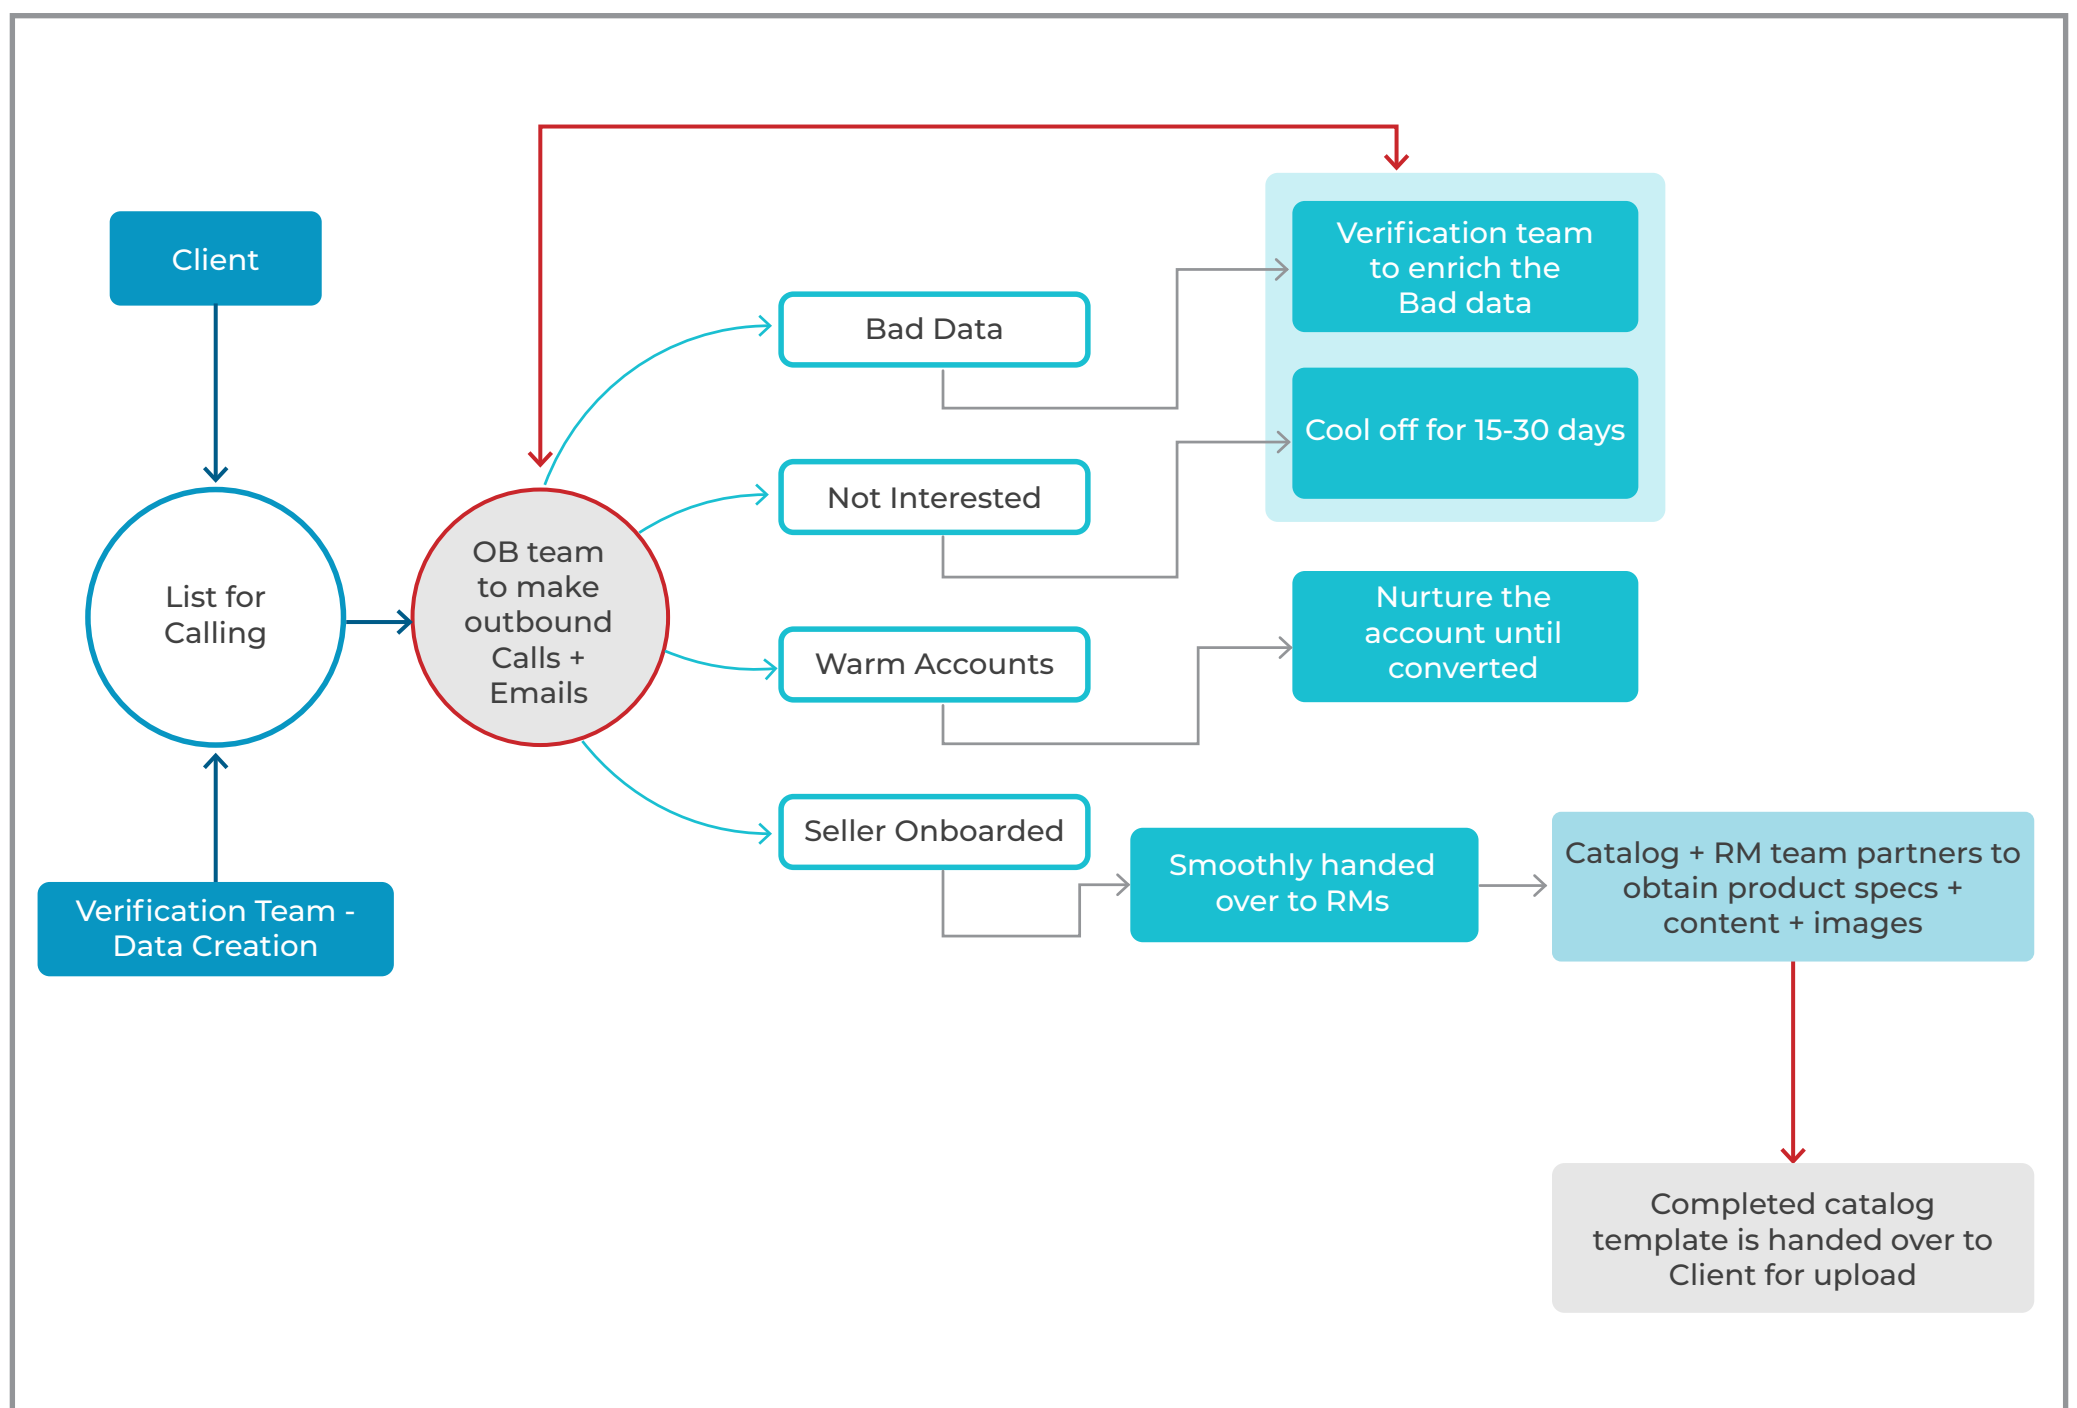 Client
List for
Calling
Verification Team -
Data Creation
OB team
to make
outbound
Calls +
Emails
Bad Data
Not Interested
Warm Accounts
Seller Onboarded
Verification team
to enrich the
Bad data
Cool off for 15-30 days
Nurture the
account until
converted
Smoothly handed
over to RMs
Catalog + RM team partners to
obtain product specs +
content + images
Completed catalog
template is handed over to
Client for upload